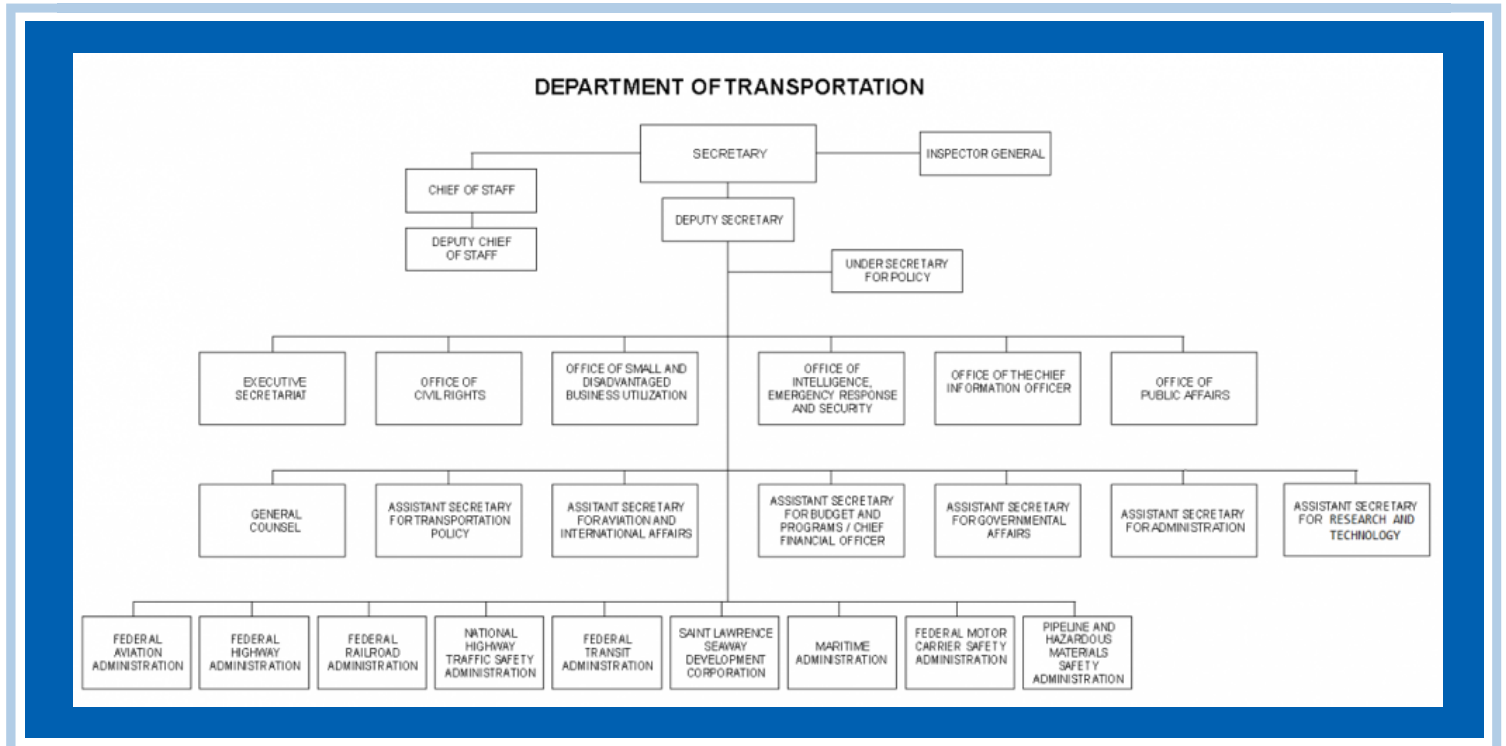 DEPARTMENT OF TRANSPORTATION
SECRETARY
INSPECTOR GENERAL
CHIEF OF STAFF
DEPUTY SECRETARY
DEPUTY CHIEF
OF STAFF
UNDER SECRETARY
FOR POLICY
EXECUTIVE
SECRETARIAT
OFFICE OF
CIVIL RIGHTS
OFFICE OF SMALL AND
DISADVANTAGED
BUSINESS UTILIZATION
OFFICE OF
INTELLIGENCE,
EMERGENCY RESPONSE
AND SECURITY
OFFICE OF THE CHIEF
INFORMATION OFFICER
OFFICE OF
PUBLIC AFFAIRS
GENERAL
COUNSEL
ASSISTANT SECRETARY
FOR TRANSPORTATION
POLICY
ASSITANT SECRETARY
FOR AVIATION AND
INTERNATIONAL AFFAIRS
ASSISTANT SECRETARY
FOR BUDGET AND
PROGRAMS / CHIEF
FINANCIAL OFFICER
ASSISTANT SECRETARY
FOR GOVERNMENTAL
AFFAIRS
ASSISTANT SECRETARY
FOR ADMINISTRATION
ASSISTANT SECRETARY
FOR RESEARCH AND
TECHNOLOGY
FEDERAL
AVIATION
ADMINISTRATION
FEDERAL
HIGHWAY
ADMINISTRATION
FEDERAL
RAILROAD
ADMINISTRATION
NATIONAL
HIGHWAY
TRAFFIC SAFETY
ADMINISTRATION
FEDERAL
TRANSIT
ADMINISTRATION
SAINT LAWRENCE
SEAWAY
DEVELOPMENT
CORPORATION
MARITIME
ADMINISTRATION
FEDERAL MOTOR
CARRIER SAFETY
ADMINISTRATION
PIPELINE AND
HAZARDOUS
MATERIALS
SAFETY
ADMINISTRATION